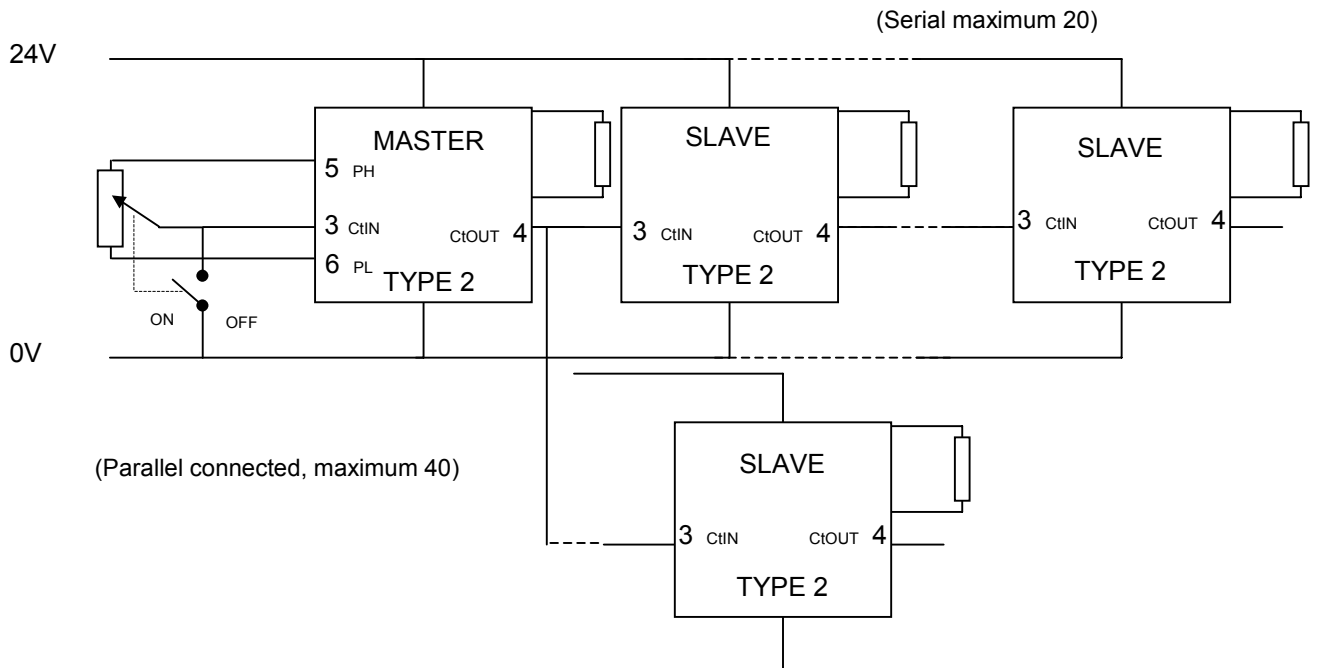 (Serial maximum 20)
24V
MASTER
SLAVE
SLAVE
5 PH
3 CtIN
CtOUT 4
3 CtIN
CtOUT 4
3 CtIN
CtOUT 4
6 PL
TYPE 2
TYPE 2
TYPE 2
ON
OFF
0V
(Parallel connected, maximum 40)
SLAVE
3 CtIN
CtOUT 4
TYPE 2